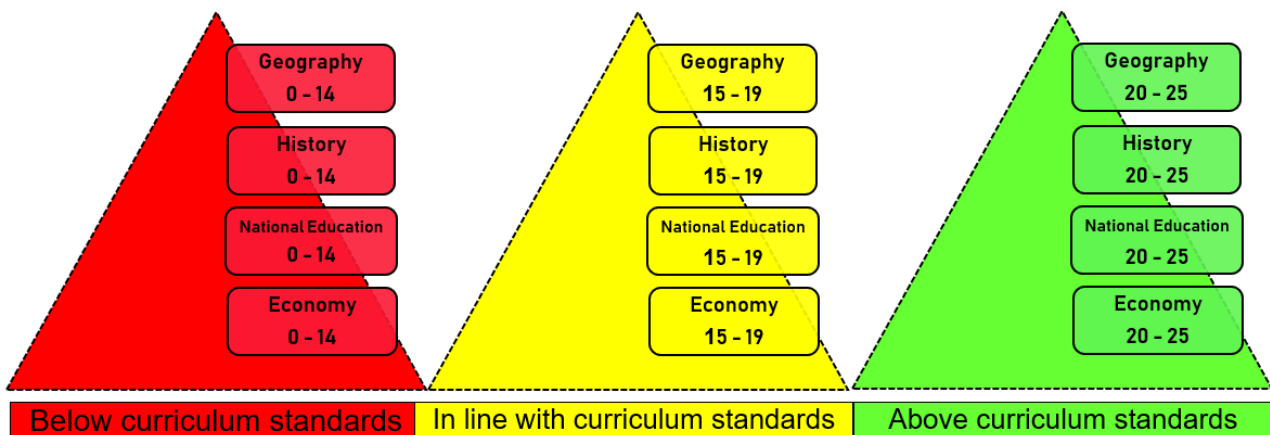 Geography
0 - 14
History
0 - 14
National Education
0 - 14
Economy
0 - 14
Below curriculum standards
Geography
15 - 19
History
15 - 19
National Education
15 - 19
Economy
15 - 19
In line with curriculum standards
Geography
20 - 25
History
20 - 25
National Education
20 - 25
Economy
20 - 25
Above curriculum standards